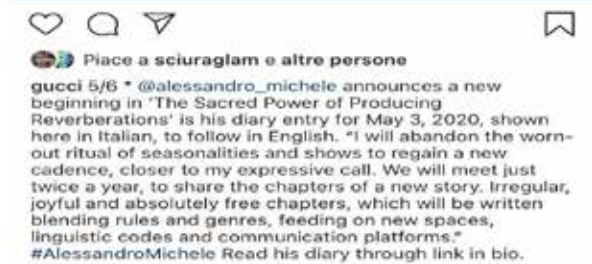 Piace a sciuraglam e altre persone
gucci 5/6 * @alessandro_michele announces a new
beginning in ‘The Sacred Power of Producing
Reverberations’ is his diary entry for May 3, 2020, shown
here in Italian, to follow in English. “I will abandon the worn-
out ritual of seasonalities and shows to regain a new
cadence, closer to my expressive call. We will meet just
twice a year, to share the chapters of a new story. Irregular,
joyful and absolutely free chapters, which will be written
blending rules and genres, feeding on new spaces,
linguistic codes and communication platforms.”
#AlessandroMichele Read his diary through link in bio.